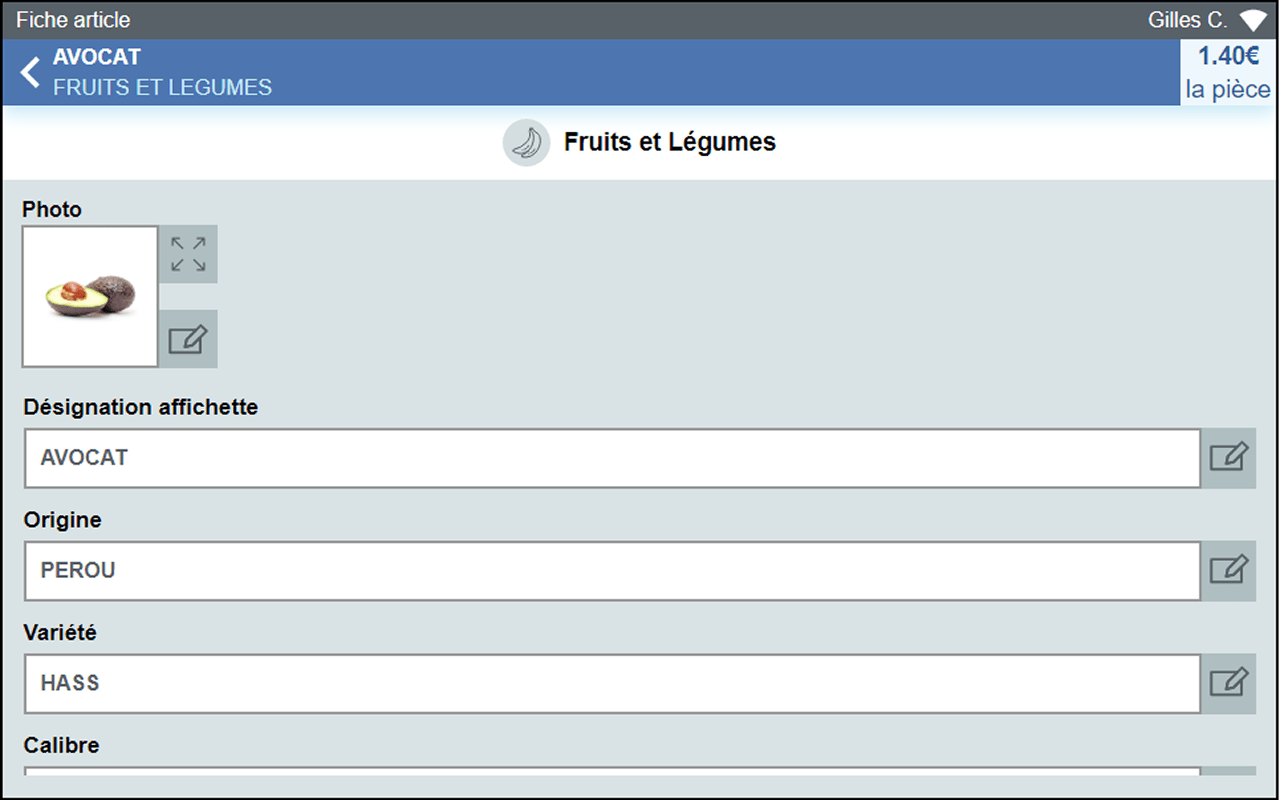 Fiche article
Gilles C.
AVOCAT
FRUITS ET LEGUMES
1.40€
la pièce
Fruits et Légumes
Photo
Désignation affichette
AVOCAT
Origine
PEROU
Variété
HASS
Calibre